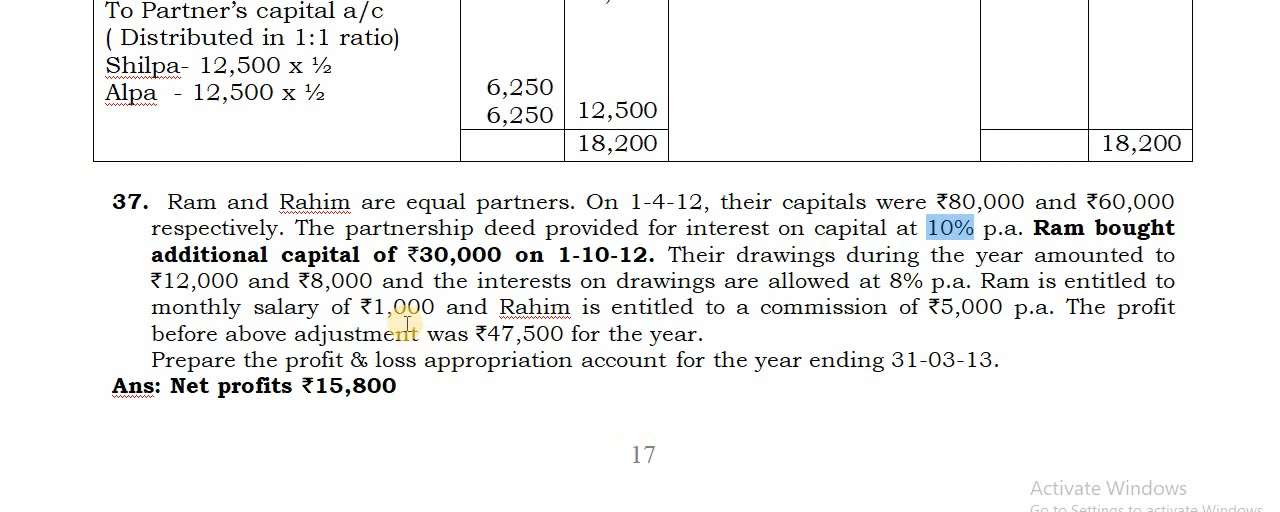 To Partner's capital a/c
( Distributed in 1:1 ratio)
Shilpa- 12,500 x ½
Alpa - 12,500 x ½
6,250
6,250 12,500
18,200 18,200
37. Ram and Rahim are equal partners. On 1-4-12, their capitals were ₹80,000 and ₹60,000
respectively. The partnership deed provided for interest on capital at 10% p.a. Ram bought
additional capital of ₹30,000 on 1-10-12. Their drawings during the year amounted to
₹12,000 and ₹8,000 and the interests on drawings are allowed at 8% p.a. Ram is entitled to
monthly salary of ₹1,000 and Rahim is entitled to a commission of ₹5,000 p.a. The profit
before above adjustment was ₹47,500 for the year.
Prepare the profit & loss appropriation account for the year ending 31-03-13.
Ans: Net profits ₹15,800
17
Activate Windows
Go to Settings to activate Windows